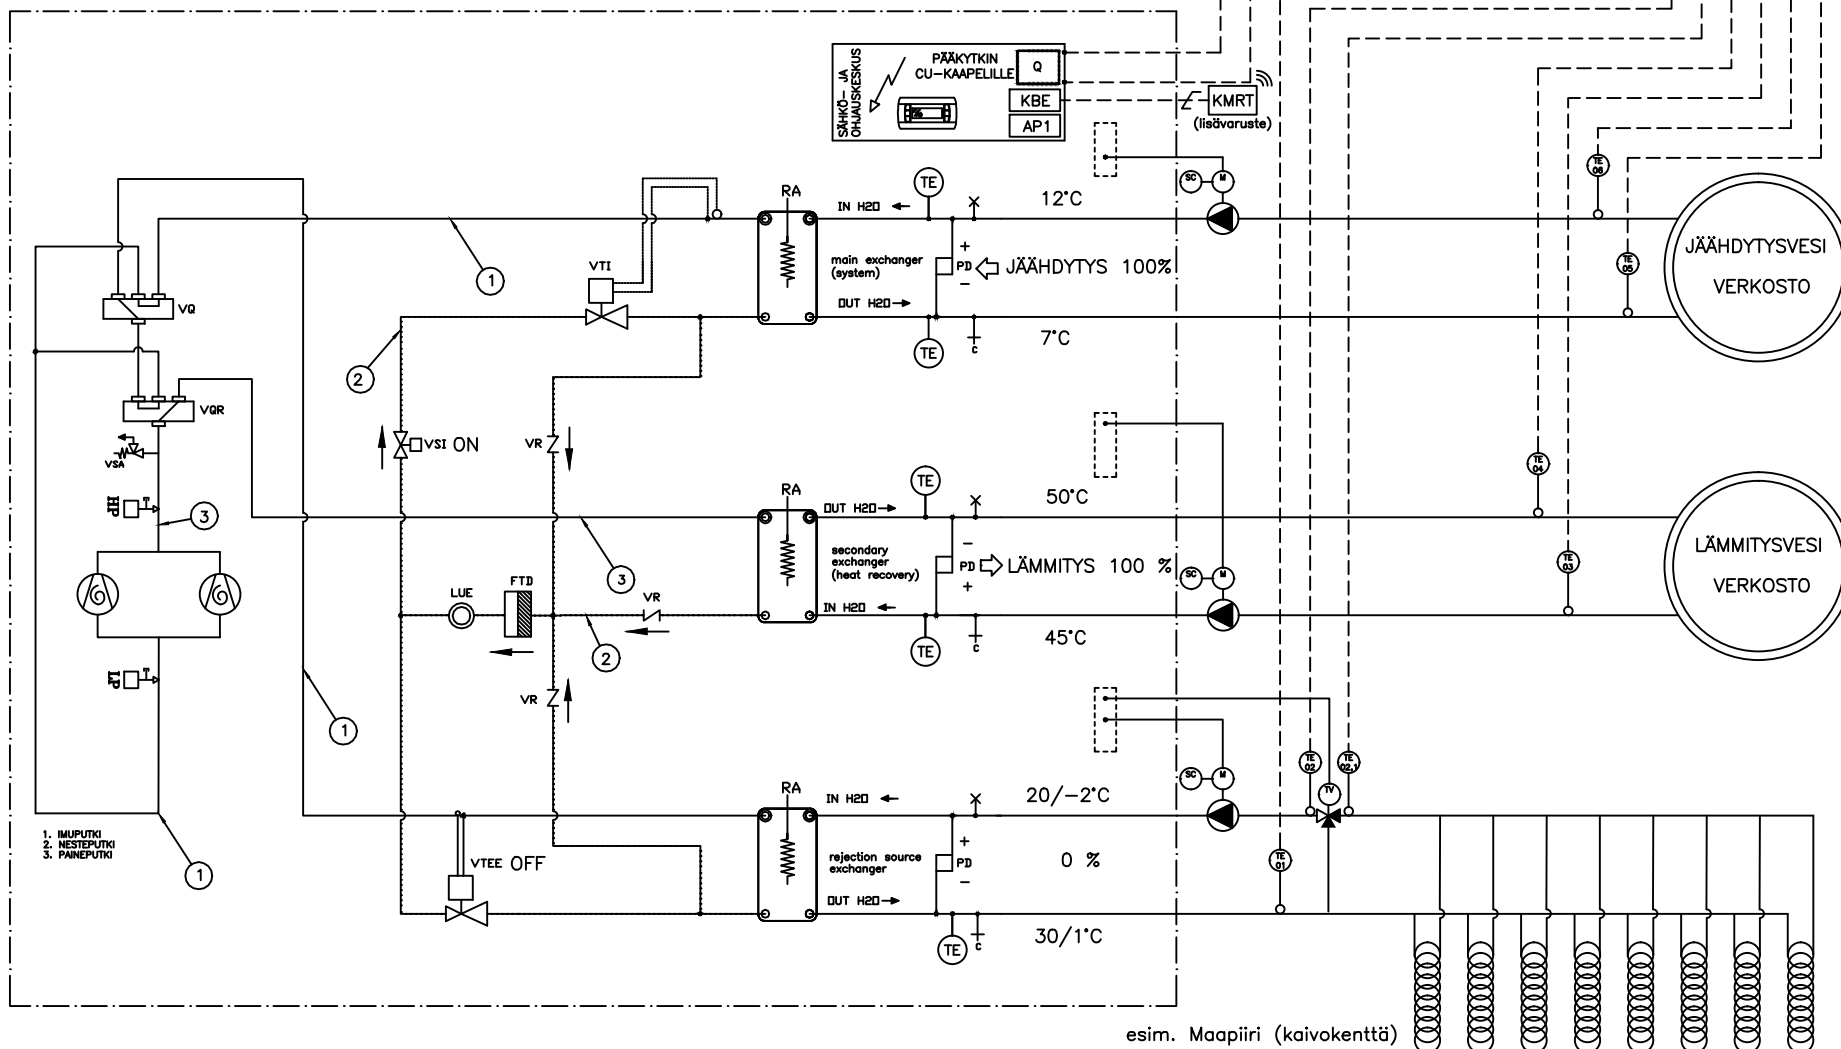 SÄHKÖ- JA
OHJAUSKESKUS
PÄÄKYTKIN
CU-KAAPELILLE
Q
KBE
AP1
KMRT
(lisävaruste)
TE
06
TE
05
SC
M
RA
IN H2O
TE
12°C
main exchanger
(system)
+
PD
-
JÄÄHDYTYS 100%
OUT H2O
TE
C
7°C
JÄÄHDYTYSVESI
VERKOSTO
VTI
1
VQ
2
VQR
VSA
VSI ON
VR
HP
3
RA
OUT H2O
TE
50°C
TE
04
secondary
exchanger
(heat recovery)
-
PD
+
LÄMMITYS 100 %
SC
M
TE
03
LÄMMITYSVESI
VERKOSTO
3
LUE
FTD
VR
IN H2O
TE
C
45°C
2
LP
VR
1
SC
M
TE
02
TE
02,1
TV
RA
IN H2O
20/-2°C
1. IMUPUTKI
2. NESTEPUTKI
3. PAINEPUTKI
1
VTEE OFF
rejection source
exchanger
+
PD
-
0 %
TE
01
OUT H2O
TE
C
30/1°C
esim. Maapiiri (kaivokenttä)